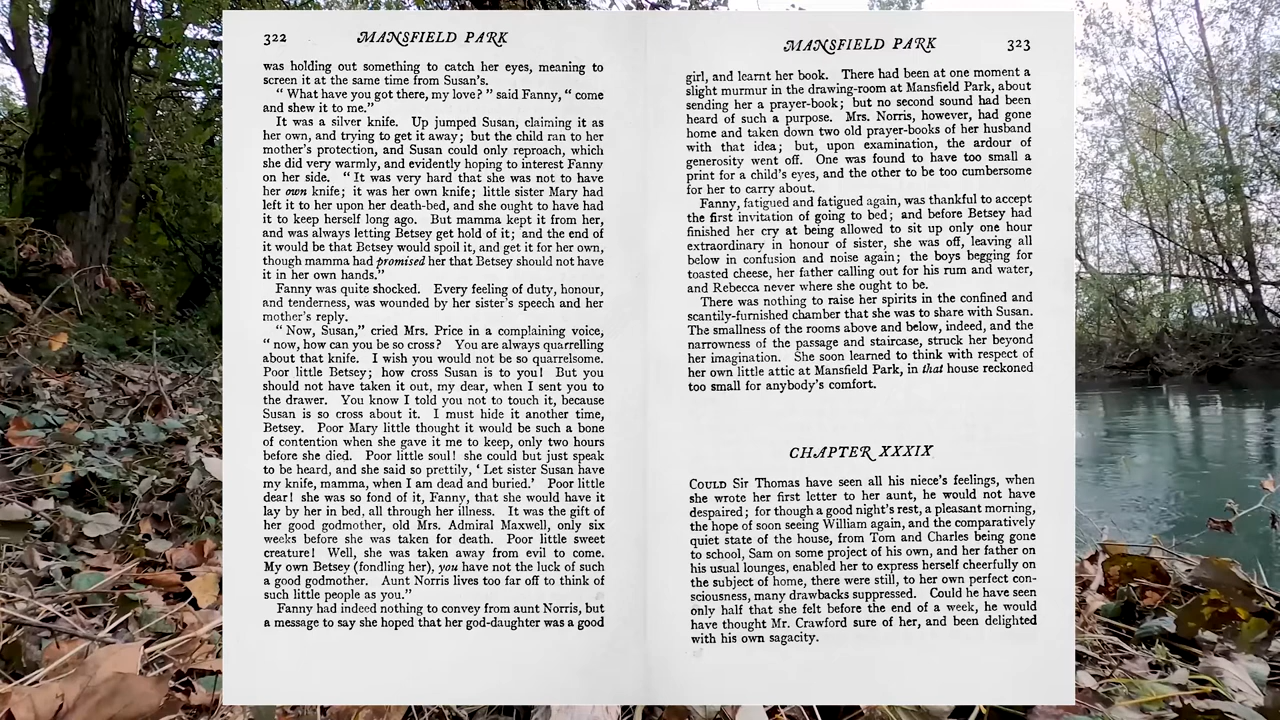 322 MANSFIELD PARK
was holding out something to catch her eyes, meaning to
screen it at the same time from Susan's.
“ What have you got there, my love? ” said Fanny, “ come
and shew it to me.”
It was a silver knife. Up jumped Susan, claiming it as
her own, and trying to get it away; but the child ran to her
mother's protection, and Susan could only reproach, which
she did very warmly, and evidently hoping to interest Fanny
on her side. “ It was very hard that she was not to have
her own knife; it was her own knife; little sister Mary had
left it to her upon her death-bed, and she ought to have had
it to keep herself long ago. But mamma kept it from her,
and was always letting Betsey get hold of it; and the end of
it would be that Betsey would spoil it, and get it for her own,
though mamma had promised her that Betsey should not have
it in her own hands.”
Fanny was quite shocked. Every feeling of duty, honour,
and tenderness, was wounded by her sister's speech and her
mother's reply.
“ Now, Susan,” cried Mrs. Price in a complaining voice,
“ now, how can you be so cross? You are always quarrelling
about that knife. I wish you would not be so quarrelsome.
Poor little Betsey; how cross Susan is to you! But you
should not have taken it out, my dear, when I sent you to
the drawer. You know I told you not to touch it, because
Susan is so cross about it. I must hide it another time,
Betsey. Poor Mary little thought it would be such a bone
of contention when she gave it me to keep, only two hours
before she died. Poor little soul! she could but just speak
to be heard, and she said so prettily, ‘ Let sister Susan have
my knife, mamma, when I am dead and buried.’ Poor little
dear! she was so fond of it, Fanny, that she would have it
lay by her in bed, all through her illness. It was the gift of
her good godmother, old Mrs. Admiral Maxwell, only six
weeks before she was taken for death. Poor little sweet
creature! Well, she was taken away from evil to come.
My own Betsey (fondling her), you have not the luck of such
a good godmother. Aunt Norris lives too far off to think of
such little people as you.”
Fanny had indeed nothing to convey from aunt Norris, but
a message to say she hoped that her god-daughter was a good
MANSFIELD PARK 323
girl, and learnt her book. There had been at one moment a
slight murmur in the drawing-room at Mansfield Park, about
sending her a prayer-book; but no second sound had been
heard of such a purpose. Mrs. Norris, however, had gone
home and taken down two old prayer-books of her husband
with that idea; but, upon examination, the ardour of
generosity went off. One was found to have too small a
print for a child's eyes, and the other to be too cumbersome
for her to carry about.
Fanny, fatigued and fatigued again, was thankful to accept
the first invitation of going to bed; and before Betsey had
finished her cry at being allowed to sit up only one hour
extraordinary in honour of sister, she was off, leaving all
below in confusion and noise again; the boys begging for
toasted cheese, her father calling out for his rum and water,
and Rebecca never where she ought to be.
There was nothing to raise her spirits in the confined and
scantily-furnished chamber that she was to share with Susan.
The smallness of the rooms above and below, indeed, and the
narrowness of the passage and staircase, struck her beyond
her imagination. She soon learned to think with respect of
her own little attic at Mansfield Park, in that house reckoned
too small for anybody's comfort.
CHAPTER XXXIX
COULD Sir Thomas have seen all his niece's feelings, when
she wrote her first letter to her aunt, he would not have
despaired; for though a good night's rest, a pleasant morning,
the hope of soon seeing William again, and the comparatively
quiet state of the house, from Tom and Charles being gone
to school, Sam on some project of his own, and her father on
his usual lounges, enabled her to express herself cheerfully on
the subject of home, there were still, to her own perfect con-
sciousness, many drawbacks suppressed. Could he have seen
only half that she felt before the end of a week, he would
have thought Mr. Crawford sure of her, and been delighted
with his own sagacity.